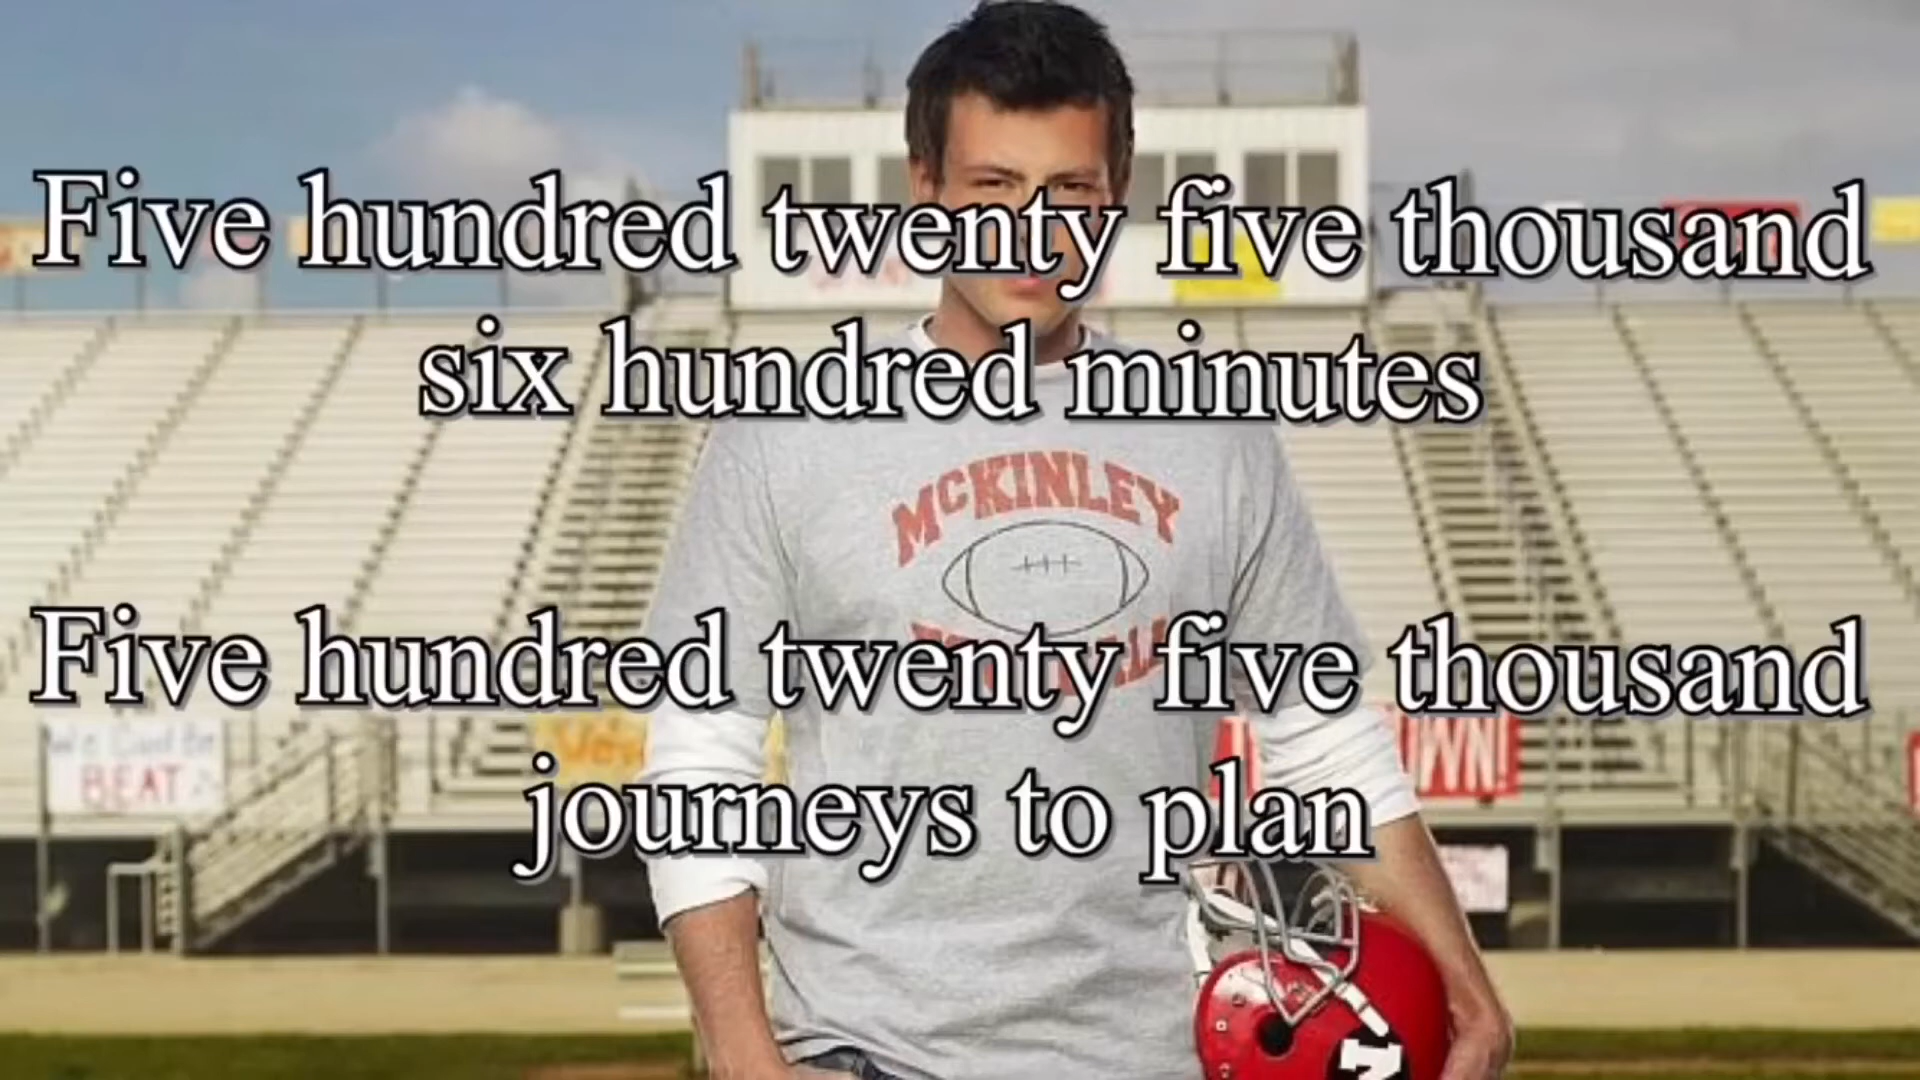 Five hundred twenty five thousand
six hundred minutes
MCKINLEY
Five hundred twenty five thousand
journeys to plan
BEAT